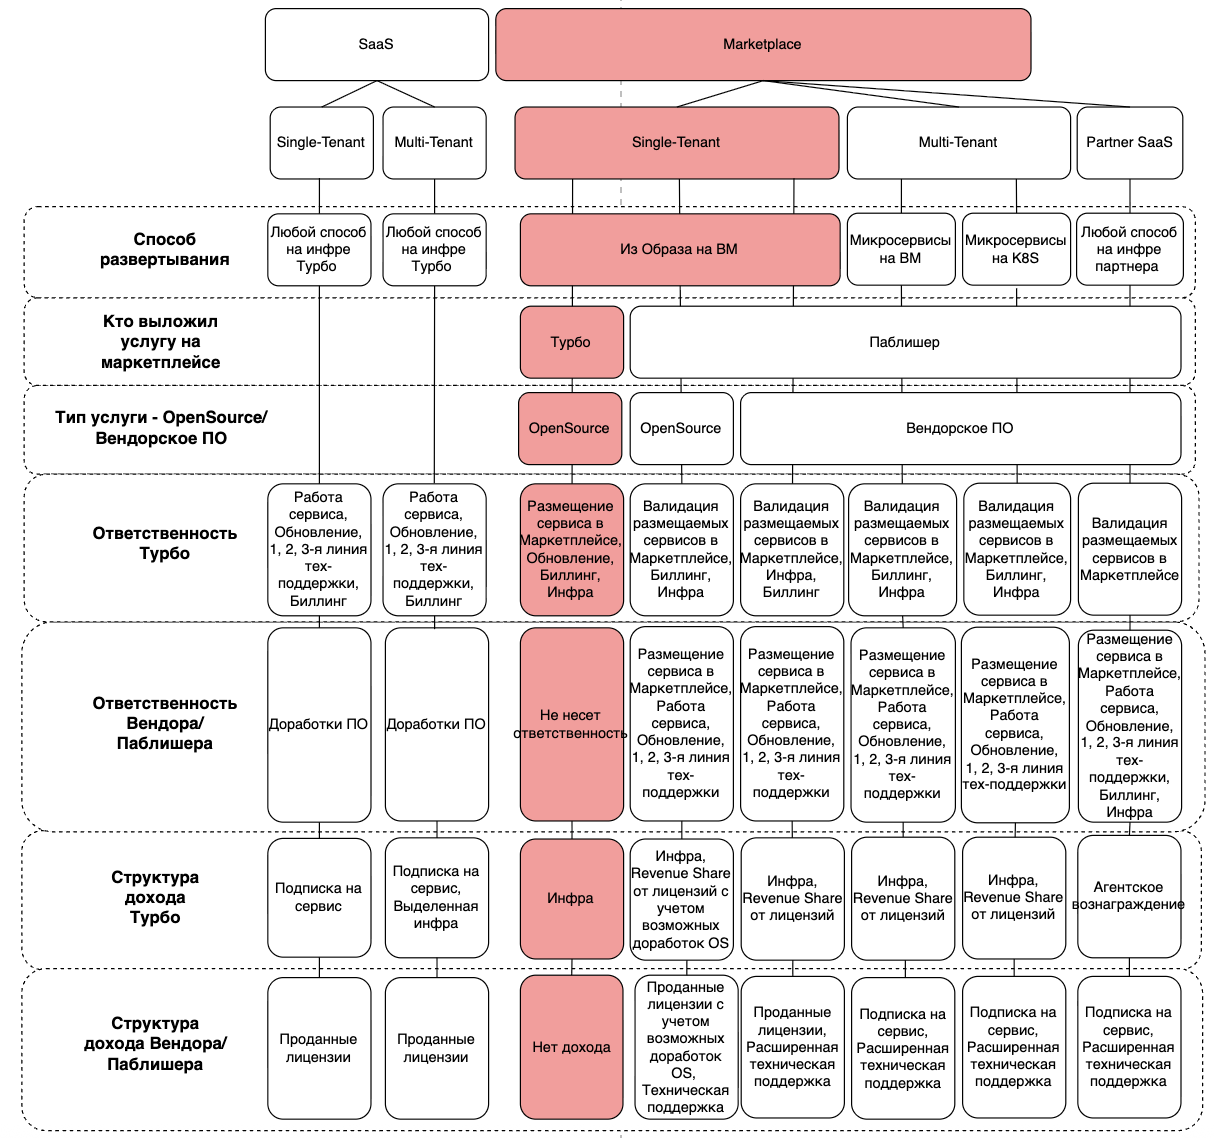 SaaS
Marketplace
Single-Tenant
Multi-Tenant
Single-Tenant
Multi-Tenant
Partner SaaS
Способ
развертывания
Любой способ
на инфре
Турбо
Любой способ
на инфре
Турбо
Из Образа на ВМ
Микросервисы
на ВМ
Микросервисы
на K8S
Любой способ
на инфре
партнера
Кто выложил
услугу на
маркетплейсе
Турбо
Паблишер
Тип услуги - OpenSource/
Вендорское ПО
OpenSource
OpenSource
Вендорское ПО
Ответственность
Турбо
Работа
сервиса,
Обновление,
1, 2, 3-я линия
тех-
поддержки,
Биллинг
Работа
сервиса,
Обновление,
1, 2, 3-я линия
тех-
поддержки,
Биллинг
Размещение
сервиса в
Маркетплейсе,
Обновление,
Биллинг,
Инфра
Валидация
размещаемых
сервисов в
Маркетплейсе,
Биллинг,
Инфра
Валидация
размещаемых
сервисов в
Маркетплейсе,
Инфра,
Биллинг
Валидация
размещаемых
сервисов в
Маркетплейсе,
Биллинг,
Инфра
Валидация
размещаемых
сервисов в
Маркетплейсе,
Биллинг,
Инфра
Валидация
размещаемых
сервисов в
Маркетплейсе
Ответственность
Вендора/
Паблишера
Доработки ПО
Доработки ПО
Не несет
ответственность
Размещение
сервиса в
Маркетплейсе,
Работа
сервиса,
Обновление,
1, 2, 3-я линия
тех-
поддержки
Размещение
сервиса в
Маркетплейсе,
Работа
сервиса,
Обновление,
1, 2, 3-я линия
тех-
поддержки
Размещение
сервиса в
Маркетплейсе,
Работа
сервиса,
Обновление,
1, 2, 3-я линия
тех-
поддержки
Размещение
сервиса в
Маркетплейсе,
Работа
сервиса,
Обновление,
1, 2, 3-я линия
тех-поддержки
Размещение
сервиса в
Маркетплейсе,
Работа
сервиса,
Обновление,
1, 2, 3-я линия
тех-
поддержки,
Биллинг,
Инфра
Структура
дохода
Турбо
Подписка на
сервис
Подписка на
сервис,
Выделенная
инфра
Инфра
Инфра,
Revenue Share
от лицензий с
учетом
возможных
доработок OS
Инфра,
Revenue Share
от лицензий
Инфра,
Revenue Share
от лицензий
Инфра,
Revenue Share
от лицензий
Агентское
вознаграждение
Структура
дохода Вендора/
Паблишера
Проданные
лицензии
Проданные
лицензии
Нет дохода
Проданные
лицензии с
учетом
возможных
доработок
OS,
Техническая
поддержка
Проданные
лицензии,
Расширенная
техническая
поддержка
Подписка на
сервис,
Расширенная
техническая
поддержка
Подписка на
сервис,
Расширенная
техническая
поддержка
Подписка на
сервис,
Расширенная
техническая
поддержка